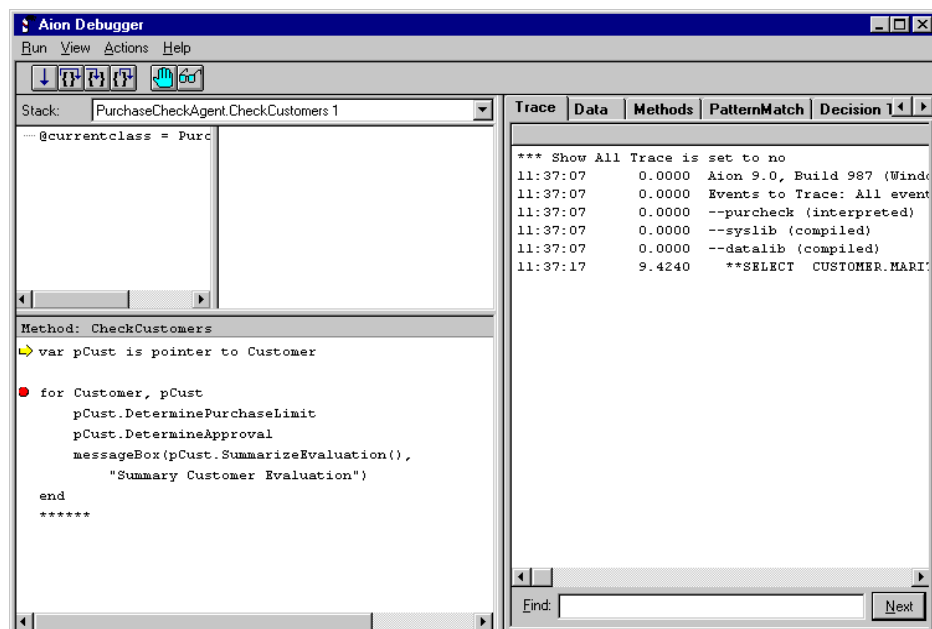 Aion Debugger
Run View Actions Help
Stack: PurchaseCheckAgent.CheckCustomers 1
@currentclass = Purc
Method: CheckCustomers
var pCust is pointer to Customer
for Customer, pCust
pCust.DeterminePurchaseLimit
pCust.DetermineApproval
messageBox(pCust.SummarizeEvaluation(),
"Summary Customer Evaluation")
end
******
Trace Data Methods PatternMatch Decision T
*** Show All Trace is set to no
11:37:07 0.0000 Aion 9.0, Build 987 (Windo
11:37:07 0.0000 Events to Trace: All event
11:37:07 0.0000 --purcheck (interpreted)
11:37:07 0.0000 --syslib (compiled)
11:37:07 0.0000 --datalib (compiled)
11:37:17 9.4240 **SELECT CUSTOMER.MARIT
Find: Next